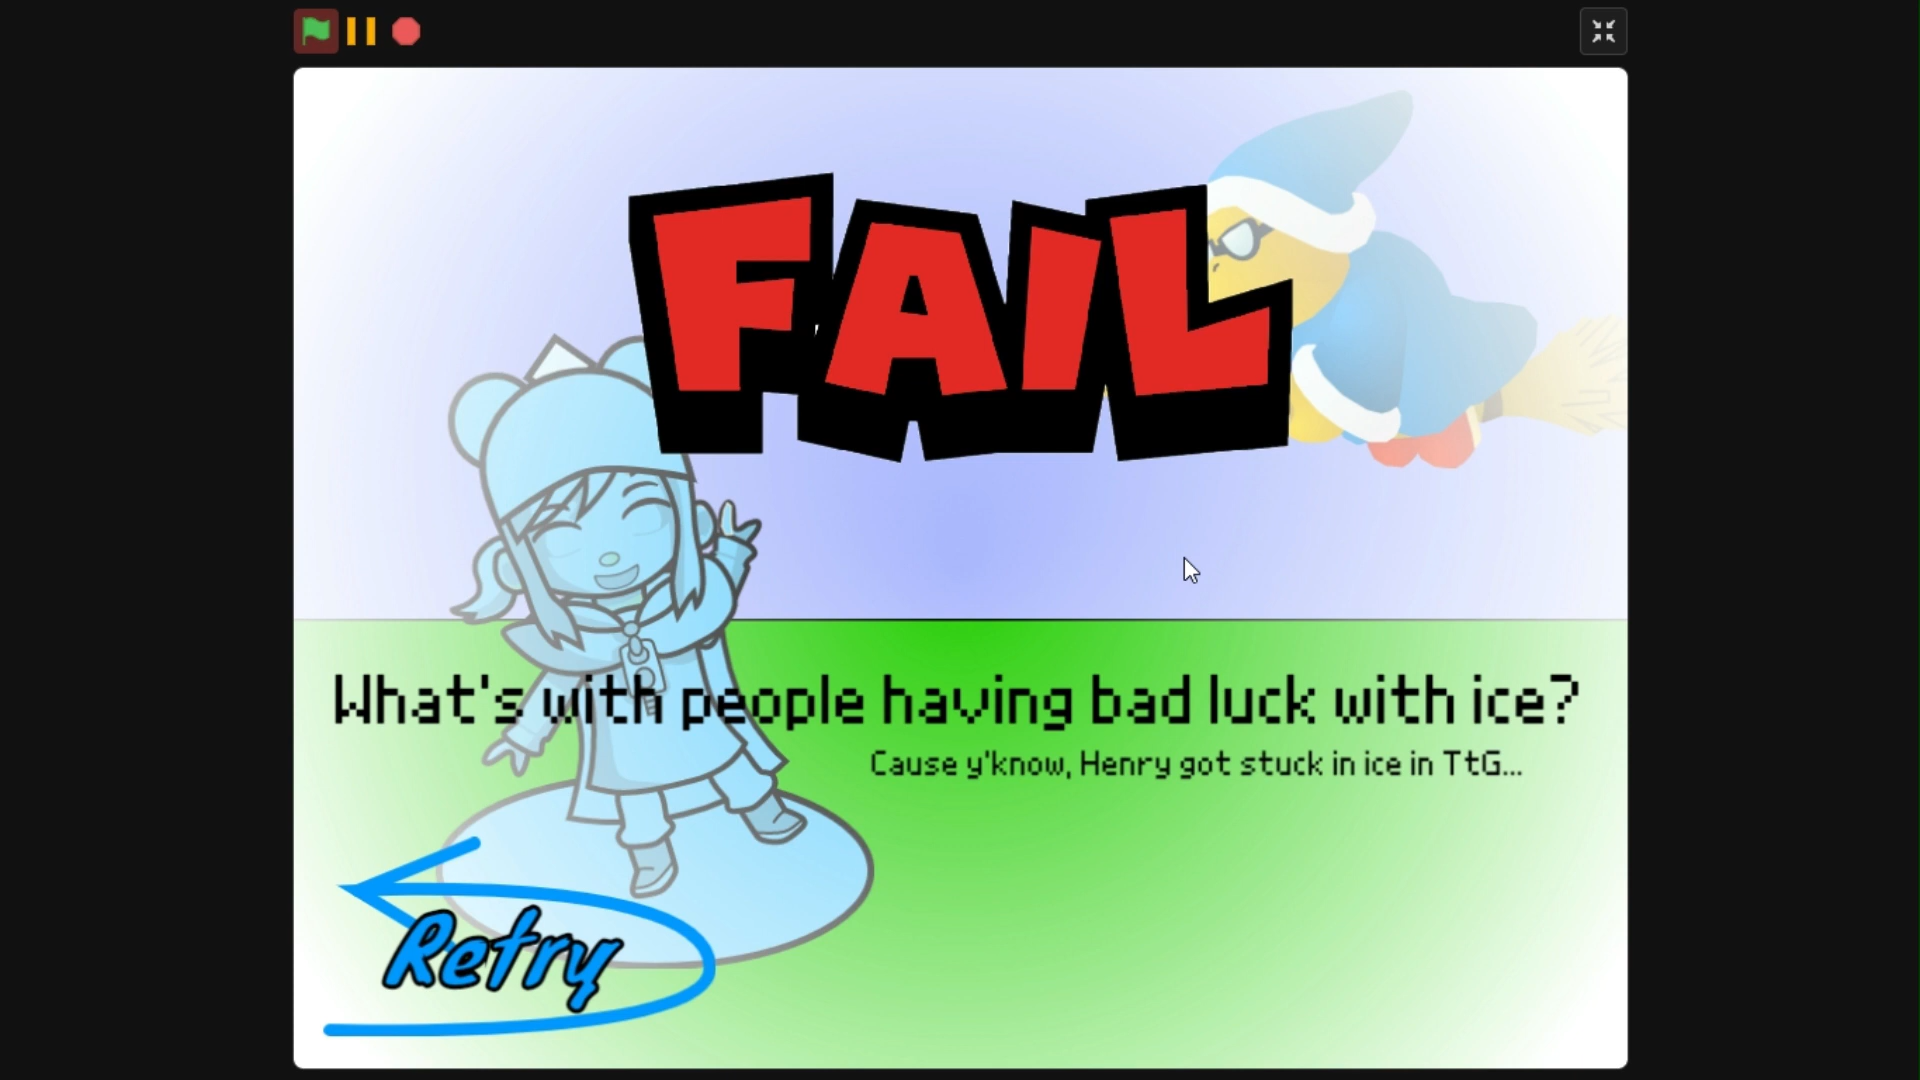 FAIL
What's with people having bad luck with ice?
Cause y'know, Henry got stuck in ice in TtG...
Retry